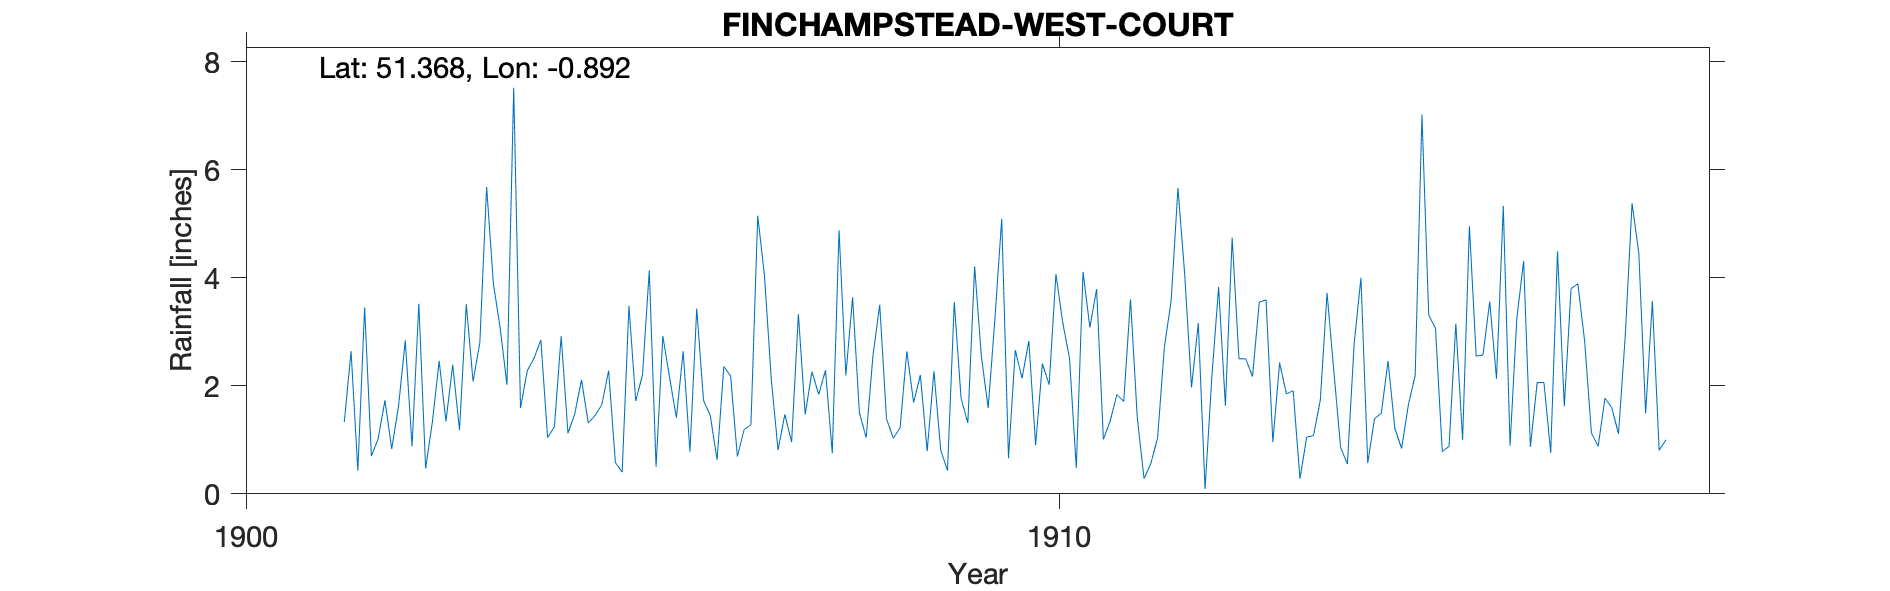 FINCHAMPSTEAD-WEST-COURT
Lat: 51.368, Lon: -0.892
8
6
4
2
0
Rainfall [inches]
1900
1910
Year